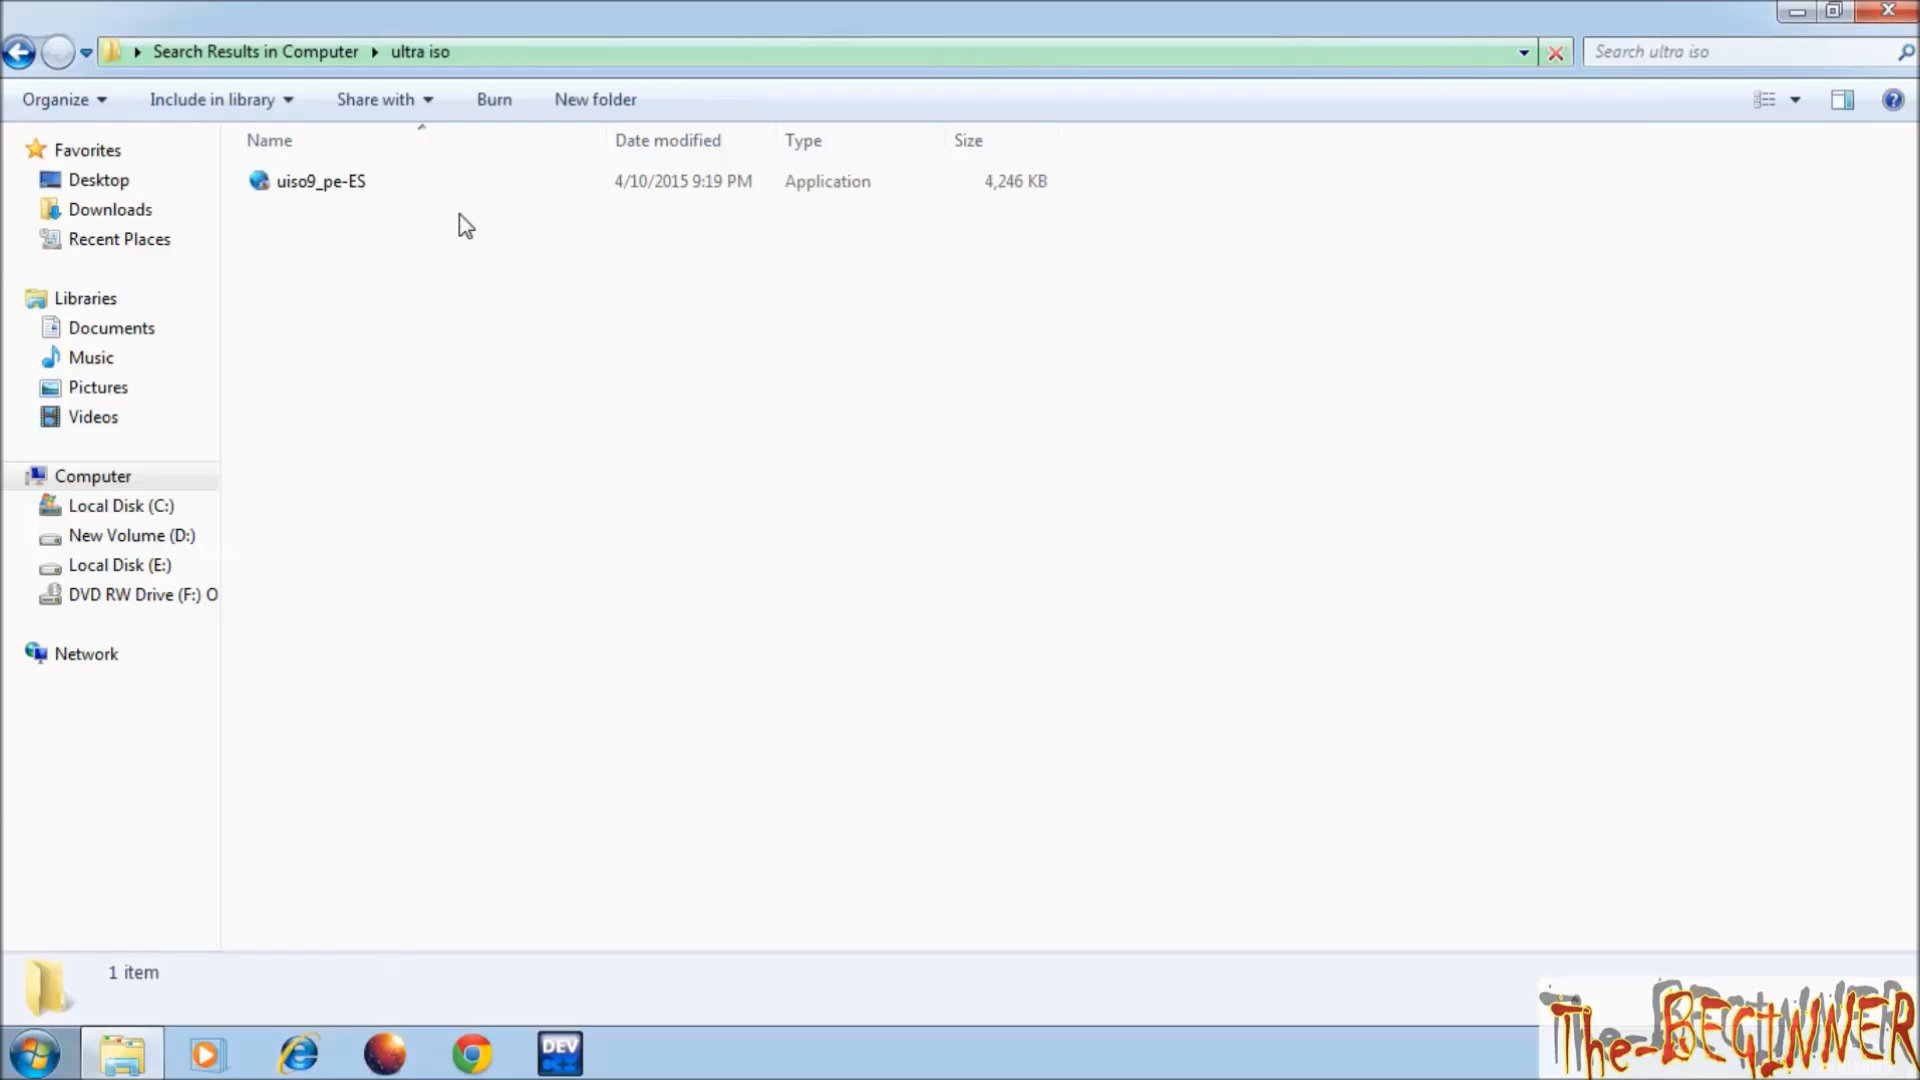 Search Results in Computer ultra iso
Search ultra iso
Organize Include in library Share with Burn New folder
Name Date modified Type Size
uiso9_pe-ES 4/10/2015 9:19 PM Application 4,246 KB
Favorites
Desktop
Downloads
Recent Places
Libraries
Documents
Music
Pictures
Videos
Computer
Local Disk (C:)
New Volume (D:)
Local Disk (E:)
DVD RW Drive (F:) O
Network
1 item
DEV
C++
The-BEGINNER